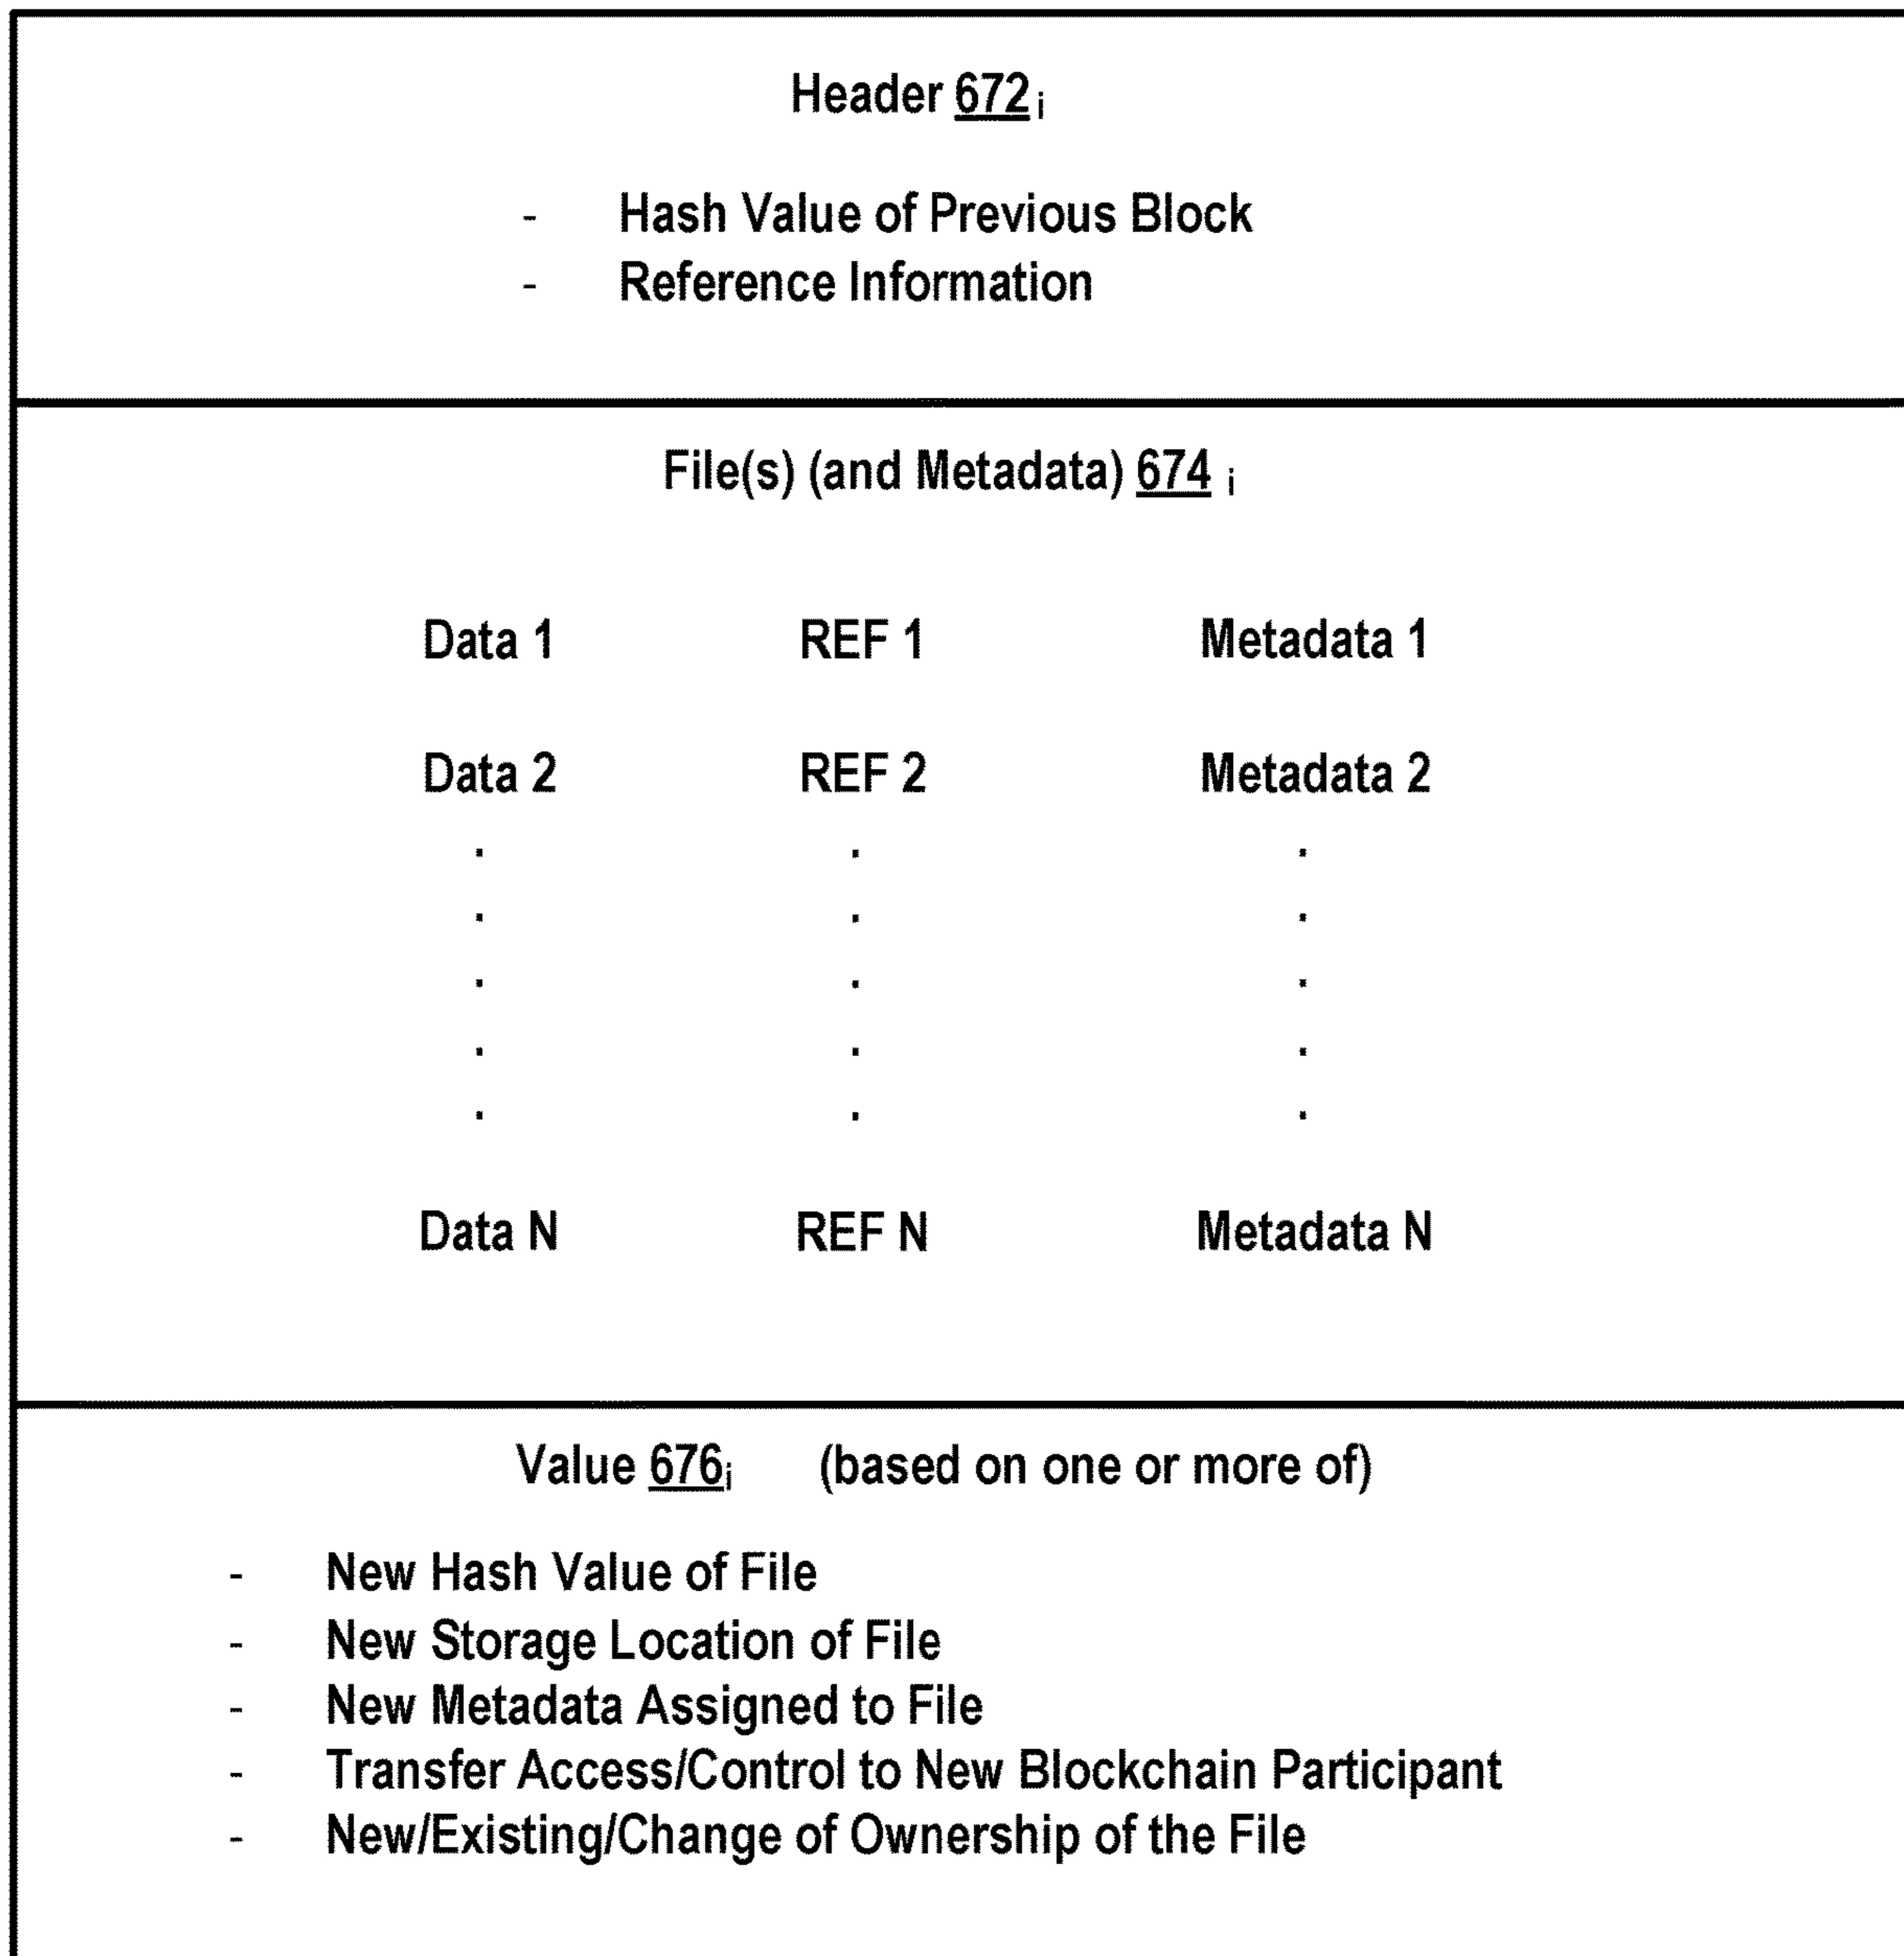 Header 672 i
- Hash Value of Previous Block
- Reference Information
File(s) (and Metadata) 674 i
Data 1 REF 1 Metadata 1
Data 2 REF 2 Metadata 2
. . .
. . .
. . .
. . .
. . .
Data N REF N Metadata N
Value 676i (based on one or more of)
- New Hash Value of File
- New Storage Location of File
- New Metadata Assigned to File
- Transfer Access/Control to New Blockchain Participant
- New/Existing/Change of Ownership of the File